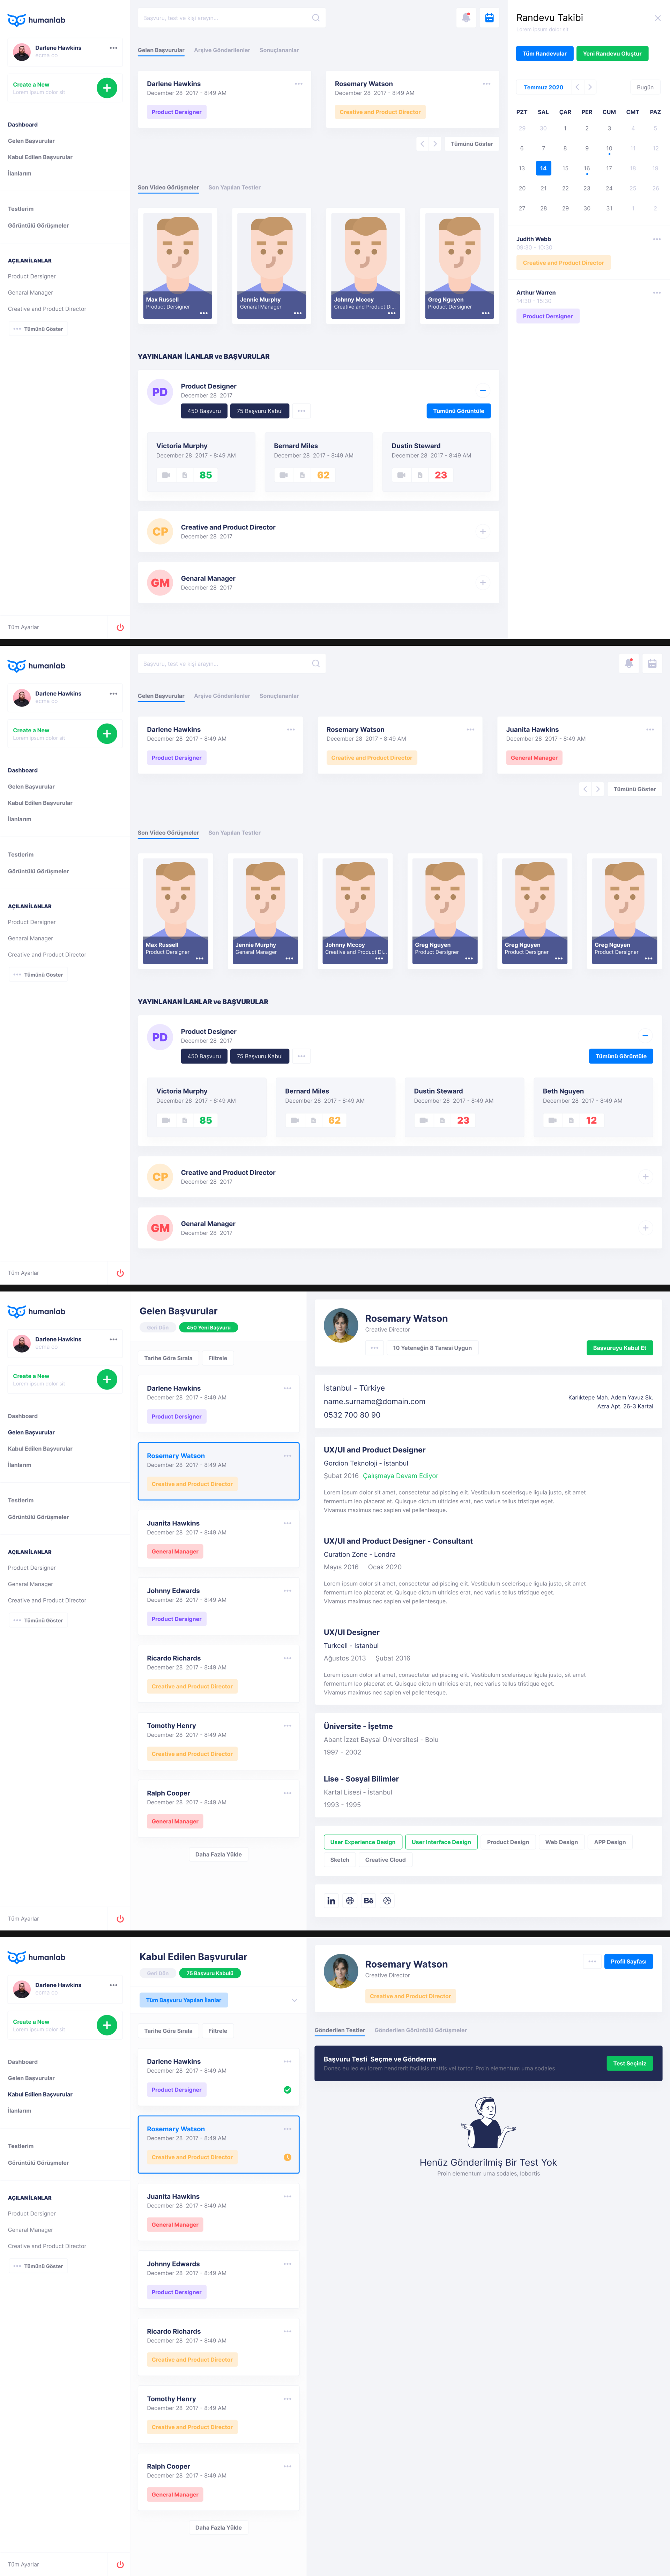 humanlab
Darlene Hawkins
ecma co
Create a New
Lorem ipsum dolor sit
Dashboard
Gelen Başvurular
Kabul Edilen Başvurular
İlanlarım
Testlerim
Görüntülü Görüşmeler
AÇILAN İLANLAR
Product Dersigner
Genaral Manager
Creative and Product Director
Tümünü Göster
Tüm Ayarlar
Başvuru, test ve kişi arayın...
Gelen Başvurular Arşive Gönderilenler Sonuçlananlar
Darlene Hawkins
December 28 2017 - 8:49 AM
Product Dersigner
Rosemary Watson
December 28 2017 - 8:49 AM
Creative and Product Director
Tümünü Göster
Son Video Görüşmeler Son Yapılan Testler
Max Russell
Product Dersigner
Jennie Murphy
Genaral Manager
Johnny Mccoy
Creative and Product Di...
Greg Nguyen
Product Dersigner
YAYINLANAN İLANLAR ve BAŞVURULAR
PD
Product Designer
December 28 2017
450 Başvuru 75 Başvuru Kabul Tümünü Görüntüle
Victoria Murphy
December 28 2017 - 8:49 AM
85
Bernard Miles
December 28 2017 - 8:49 AM
62
Dustin Steward
December 28 2017 - 8:49 AM
23
CP
Creative and Product Director
December 28 2017
GM
Genaral Manager
December 28 2017
Randevu Takibi
Lorem ipsum dolor sit
Tüm Randevular Yeni Randevu Oluştur
Temmuz 2020 Bugün
PZT SAL ÇAR PER CUM CMT PAZ
29 30 1 2 3 4 5
6 7 8 9 10 11 12
13 14 15 16 17 18 19
20 21 22 23 24 25 26
27 28 29 30 31 1 2
Judith Webb
09:30 - 10:30
Creative and Product Director
Arthur Warren
14:30 - 15:30
Product Dersigner
humanlab
Darlene Hawkins
ecma co
Create a New
Lorem ipsum dolor sit
Dashboard
Gelen Başvurular
Kabul Edilen Başvurular
İlanlarım
Testlerim
Görüntülü Görüşmeler
AÇILAN İLANLAR
Product Dersigner
Genaral Manager
Creative and Product Director
Tümünü Göster
Tüm Ayarlar
Başvuru, test ve kişi arayın...
Gelen Başvurular Arşive Gönderilenler Sonuçlananlar
Darlene Hawkins
December 28 2017 - 8:49 AM
Product Dersigner
Rosemary Watson
December 28 2017 - 8:49 AM
Creative and Product Director
Juanita Hawkins
December 28 2017 - 8:49 AM
General Manager
Tümünü Göster
Son Video Görüşmeler Son Yapılan Testler
Max Russell
Product Dersigner
Jennie Murphy
Genaral Manager
Johnny Mccoy
Creative and Product Di...
Greg Nguyen
Product Dersigner
Greg Nguyen
Product Dersigner
Greg Nguyen
Product Dersigner
YAYINLANAN İLANLAR ve BAŞVURULAR
PD
Product Designer
December 28 2017
450 Başvuru 75 Başvuru Kabul Tümünü Görüntüle
Victoria Murphy
December 28 2017 - 8:49 AM
85
Bernard Miles
December 28 2017 - 8:49 AM
62
Dustin Steward
December 28 2017 - 8:49 AM
23
Beth Nguyen
December 28 2017 - 8:49 AM
12
CP
Creative and Product Director
December 28 2017
GM
Genaral Manager
December 28 2017
humanlab
Darlene Hawkins
ecma co
Create a New
Lorem ipsum dolor sit
Dashboard
Gelen Başvurular
Kabul Edilen Başvurular
İlanlarım
Testlerim
Görüntülü Görüşmeler
AÇILAN İLANLAR
Product Dersigner
Genaral Manager
Creative and Product Director
Tümünü Göster
Tüm Ayarlar
Gelen Başvurular
Geri Dön 450 Yeni Başvuru
Tarihe Göre Sırala Filtrele
Darlene Hawkins
December 28 2017 - 8:49 AM
Product Dersigner
Rosemary Watson
December 28 2017 - 8:49 AM
Creative and Product Director
Juanita Hawkins
December 28 2017 - 8:49 AM
General Manager
Johnny Edwards
December 28 2017 - 8:49 AM
Product Dersigner
Ricardo Richards
December 28 2017 - 8:49 AM
Creative and Product Director
Tomothy Henry
December 28 2017 - 8:49 AM
Creative and Product Director
Ralph Cooper
December 28 2017 - 8:49 AM
General Manager
Daha Fazla Yükle
Rosemary Watson
Creative Director
10 Yeteneğin 8 Tanesi Uygun Başvuruyu Kabul Et
İstanbul - Türkiye
name.surname@domain.com
0532 700 80 90
Karlıktepe Mah. Adem Yavuz Sk.
Azra Apt. 26-3 Kartal
UX/UI and Product Designer
Gordion Teknoloji - İstanbul
Şubat 2016 Çalışmaya Devam Ediyor
Lorem ipsum dolor sit amet, consectetur adipiscing elit. Vestibulum scelerisque ligula justo, sit amet
fermentum leo placerat et. Quisque dictum ultricies erat, nec varius tellus tristique eget.
Vivamus maximus nec sapien vel pellentesque.
UX/UI and Product Designer - Consultant
Curation Zone - Londra
Mayıs 2016 Ocak 2020
Lorem ipsum dolor sit amet, consectetur adipiscing elit. Vestibulum scelerisque ligula justo, sit amet
fermentum leo placerat et. Quisque dictum ultricies erat, nec varius tellus tristique eget.
Vivamus maximus nec sapien vel pellentesque.
UX/UI Designer
Turkcell - Istanbul
Ağustos 2013 Şubat 2016
Lorem ipsum dolor sit amet, consectetur adipiscing elit. Vestibulum scelerisque ligula justo, sit amet
fermentum leo placerat et. Quisque dictum ultricies erat, nec varius tellus tristique eget.
Vivamus maximus nec sapien vel pellentesque.
Üniversite - İşetme
Abant İzzet Baysal Üniversitesi - Bolu
1997 - 2002
Lise - Sosyal Bilimler
Kartal Lisesi - İstanbul
1993 - 1995
User Experience Design User Interface Design Product Design Web Design APP Design
Sketch Creative Cloud
in Bē
humanlab
Darlene Hawkins
ecma co
Create a New
Lorem ipsum dolor sit
Dashboard
Gelen Başvurular
Kabul Edilen Başvurular
İlanlarım
Testlerim
Görüntülü Görüşmeler
AÇILAN İLANLAR
Product Dersigner
Genaral Manager
Creative and Product Director
Tümünü Göster
Tüm Ayarlar
Kabul Edilen Başvurular
Geri Dön 75 Başvuru Kabulü
Tüm Başvuru Yapılan İlanlar
Tarihe Göre Sırala Filtrele
Darlene Hawkins
December 28 2017 - 8:49 AM
Product Dersigner
Rosemary Watson
December 28 2017 - 8:49 AM
Creative and Product Director
Juanita Hawkins
December 28 2017 - 8:49 AM
General Manager
Johnny Edwards
December 28 2017 - 8:49 AM
Product Dersigner
Ricardo Richards
December 28 2017 - 8:49 AM
Creative and Product Director
Tomothy Henry
December 28 2017 - 8:49 AM
Creative and Product Director
Ralph Cooper
December 28 2017 - 8:49 AM
General Manager
Daha Fazla Yükle
Rosemary Watson
Creative Director
Creative and Product Director
Profil Sayfası
Gönderilen Testler Gönderilen Görüntülü Görüşmeler
Başvuru Testi Seçme ve Gönderme
Donec eu leo eu lorem hendrerit facilisis mattis vel tortor. Proin elementum urna sodales
Test Seçiniz
Henüz Gönderilmiş Bir Test Yok
Proin elementum urna sodales, lobortis